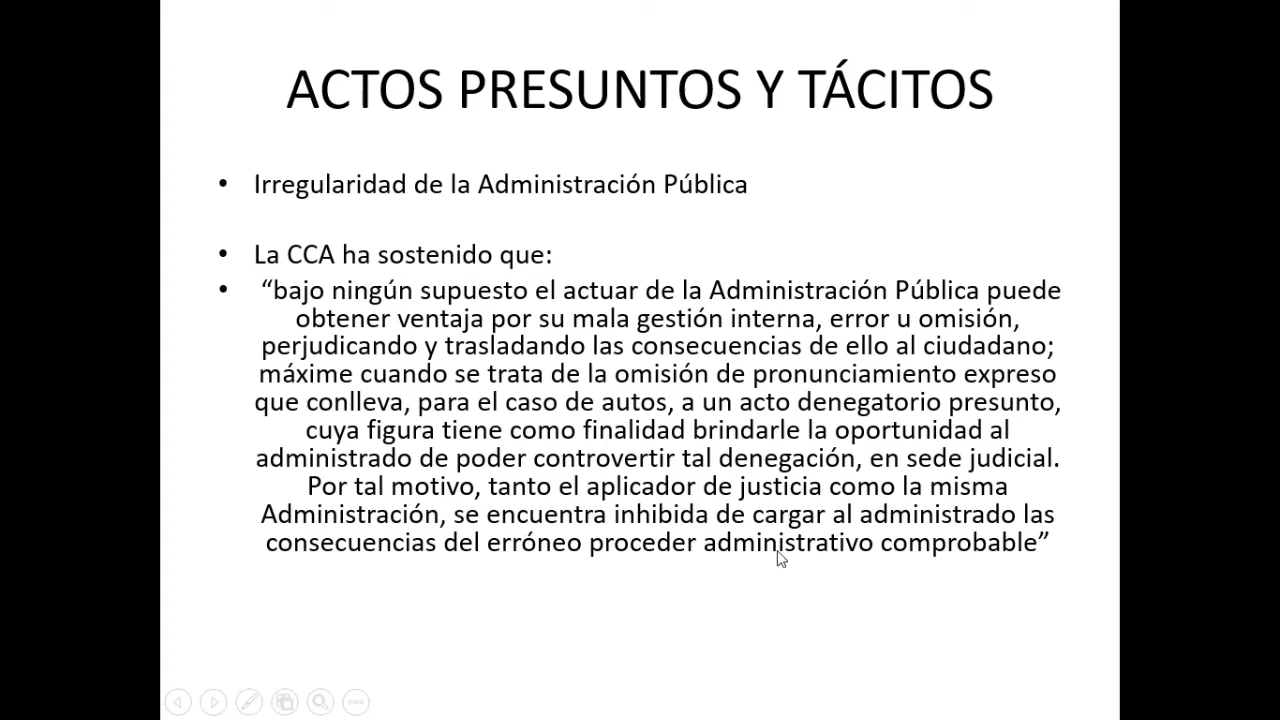 ACTOS PRESUNTOS Y TÁCITOS
• Irregularidad de la Administración Pública
• La CCA ha sostenido que:
• “bajo ningún supuesto el actuar de la Administración Pública puede
obtener ventaja por su mala gestión interna, error u omisión,
perjudicando y trasladando las consecuencias de ello al ciudadano;
máxime cuando se trata de la omisión de pronunciamiento expreso
que conlleva, para el caso de autos, a un acto denegatorio presunto,
cuya figura tiene como finalidad brindarle la oportunidad al
administrado de poder controvertir tal denegación, en sede judicial.
Por tal motivo, tanto el aplicador de justicia como la misma
Administración, se encuentra inhibida de cargar al administrado las
consecuencias del erróneo proceder administrativo comprobable”